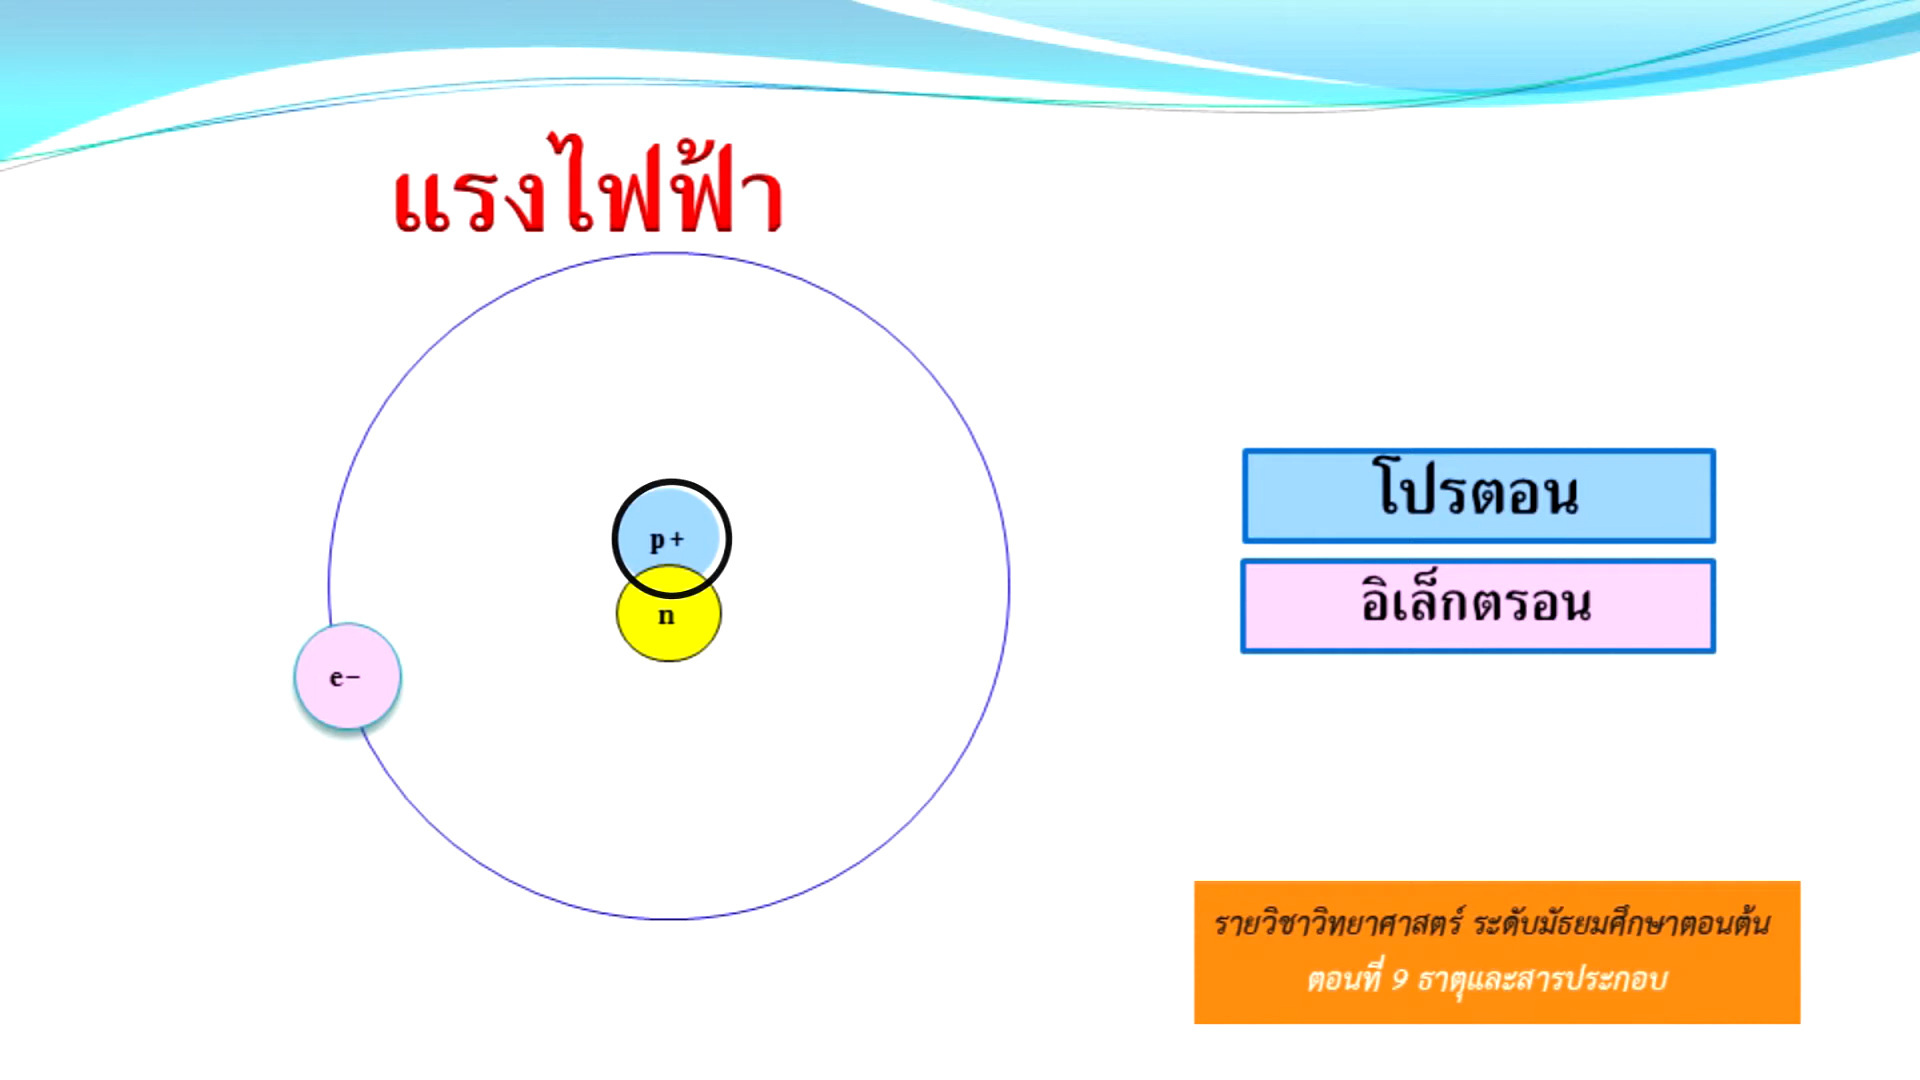 แรงไฟฟ้า
p+
n
e−
โปรตอน
อิเล็กตรอน
รายวิชาวิทยาศาสตร์ ระดับมัธยมศึกษาตอนต้น
ตอนที่ 9 ธาตุและสารประกอบ